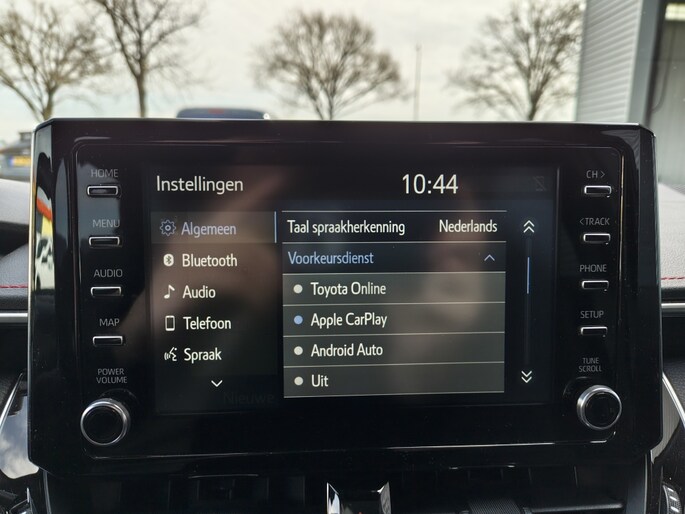 HOME
MENU
AUDIO
MAP
POWER
VOLUME
Instellingen
10:44
Algemeen
Bluetooth
Audio
Telefoon
Spraak
Taal spraakherkenning Nederlands
Voorkeursdienst
Toyota Online
Apple CarPlay
Android Auto
Uit
CH >
< TRACK
PHONE
SETUP
TUNE
SCROLL